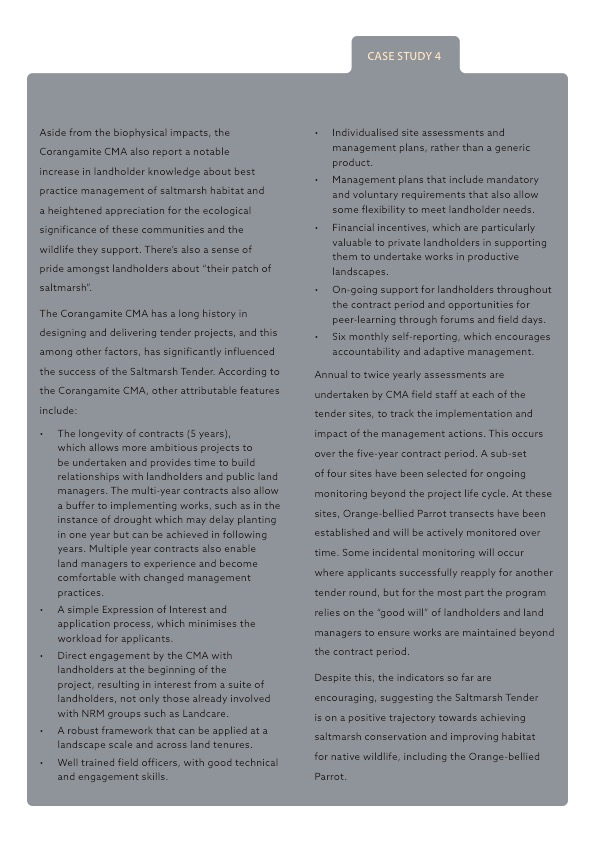 CASE STUDY 4
Aside from the biophysical impacts, the
Corangamite CMA also report a notable
increase in landholder knowledge about best
practice management of saltmarsh habitat and
a heightened appreciation for the ecological
significance of these communities and the
wildlife they support. There's also a sense of
pride amongst landholders about “their patch of
saltmarsh”.
The Corangamite CMA has a long history in
designing and delivering tender projects, and this
among other factors, has significantly influenced
the success of the Saltmarsh Tender. According to
the Corangamite CMA, other attributable features
include:
• The longevity of contracts (5 years),
which allows more ambitious projects to
be undertaken and provides time to build
relationships with landholders and public land
managers. The multi-year contracts also allow
a buffer to implementing works, such as in the
instance of drought which may delay planting
in one year but can be achieved in following
years. Multiple year contracts also enable
land managers to experience and become
comfortable with changed management
practices.
• A simple Expression of Interest and
application process, which minimises the
workload for applicants.
• Direct engagement by the CMA with
landholders at the beginning of the
project, resulting in interest from a suite of
landholders, not only those already involved
with NRM groups such as Landcare.
• A robust framework that can be applied at a
landscape scale and across land tenures.
• Well trained field officers, with good technical
and engagement skills.
• Individualised site assessments and
management plans, rather than a generic
product.
• Management plans that include mandatory
and voluntary requirements that also allow
some flexibility to meet landholder needs.
• Financial incentives, which are particularly
valuable to private landholders in supporting
them to undertake works in productive
landscapes.
• On-going support for landholders throughout
the contract period and opportunities for
peer-learning through forums and field days.
• Six monthly self-reporting, which encourages
accountability and adaptive management.
Annual to twice yearly assessments are
undertaken by CMA field staff at each of the
tender sites, to track the implementation and
impact of the management actions. This occurs
over the five-year contract period. A sub-set
of four sites have been selected for ongoing
monitoring beyond the project life cycle. At these
sites, Orange-bellied Parrot transects have been
established and will be actively monitored over
time. Some incidental monitoring will occur
where applicants successfully reapply for another
tender round, but for the most part the program
relies on the “good will” of landholders and land
managers to ensure works are maintained beyond
the contract period.
Despite this, the indicators so far are
encouraging, suggesting the Saltmarsh Tender
is on a positive trajectory towards achieving
saltmarsh conservation and improving habitat
for native wildlife, including the Orange-bellied
Parrot.